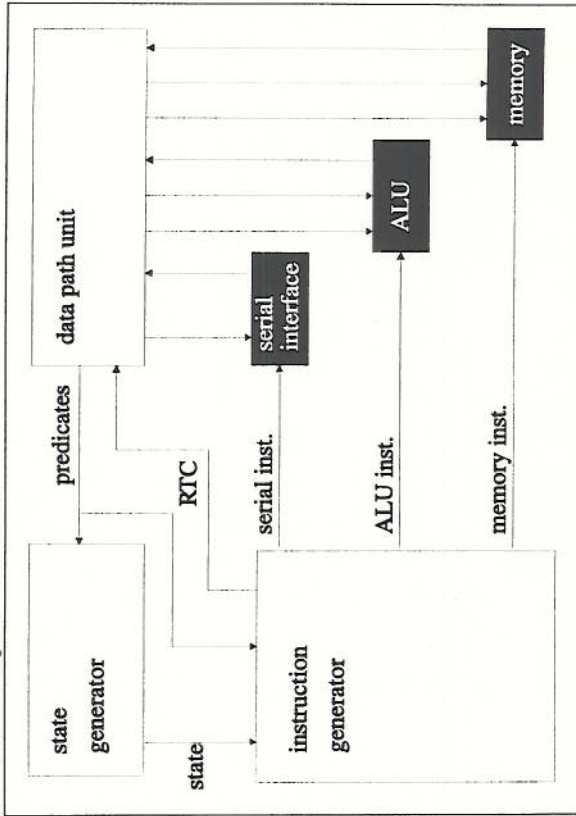 state
generator
predicates
data path unit
state
RTC
instruction
generator
serial inst.
serial
interface
ALU inst.
ALU
memory inst.
memory